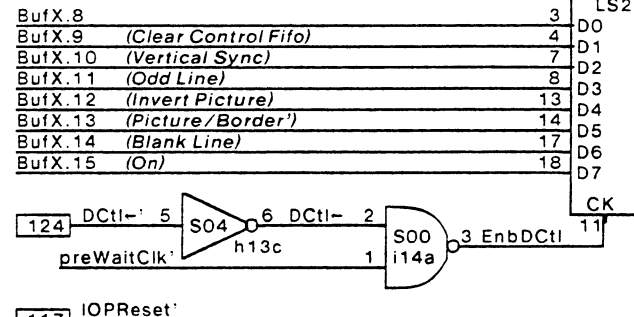 LS2
BufX.8 3 D0
BufX.9 (Clear Control Fifo) 4 D1
BufX.10 (Vertical Sync) 7 D2
BufX.11 (Odd Line) 8 D3
BufX.12 (Invert Picture) 13 D4
BufX.13 (Picture/Border') 14 D5
BufX.14 (Blank Line) 17 D6
BufX.15 (On) 18 D7
CK
11
124 DCtl←' 5 S04 6 DCtl← 2
h13c
S00 3 EnbDCtl
i14a
preWaitClk' 1
IOPReset'
117